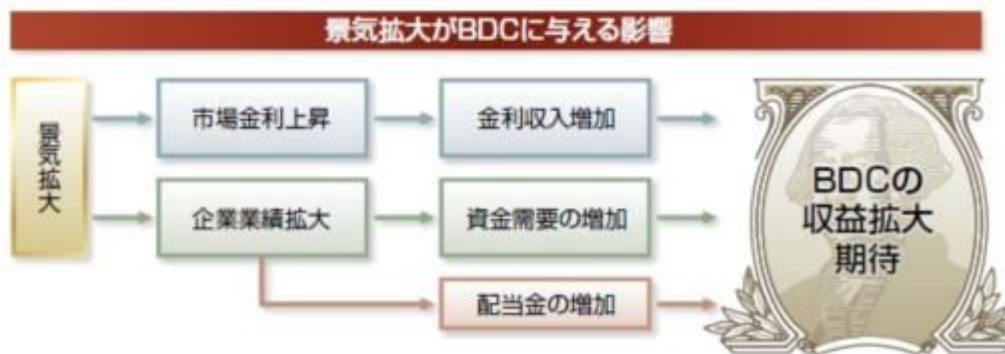 景気拡大がBDCに与える影響
景気拡大
市場金利上昇
金利収入増加
企業業績拡大
資金需要の増加
配当金の増加
BDCの
収益拡大
期待